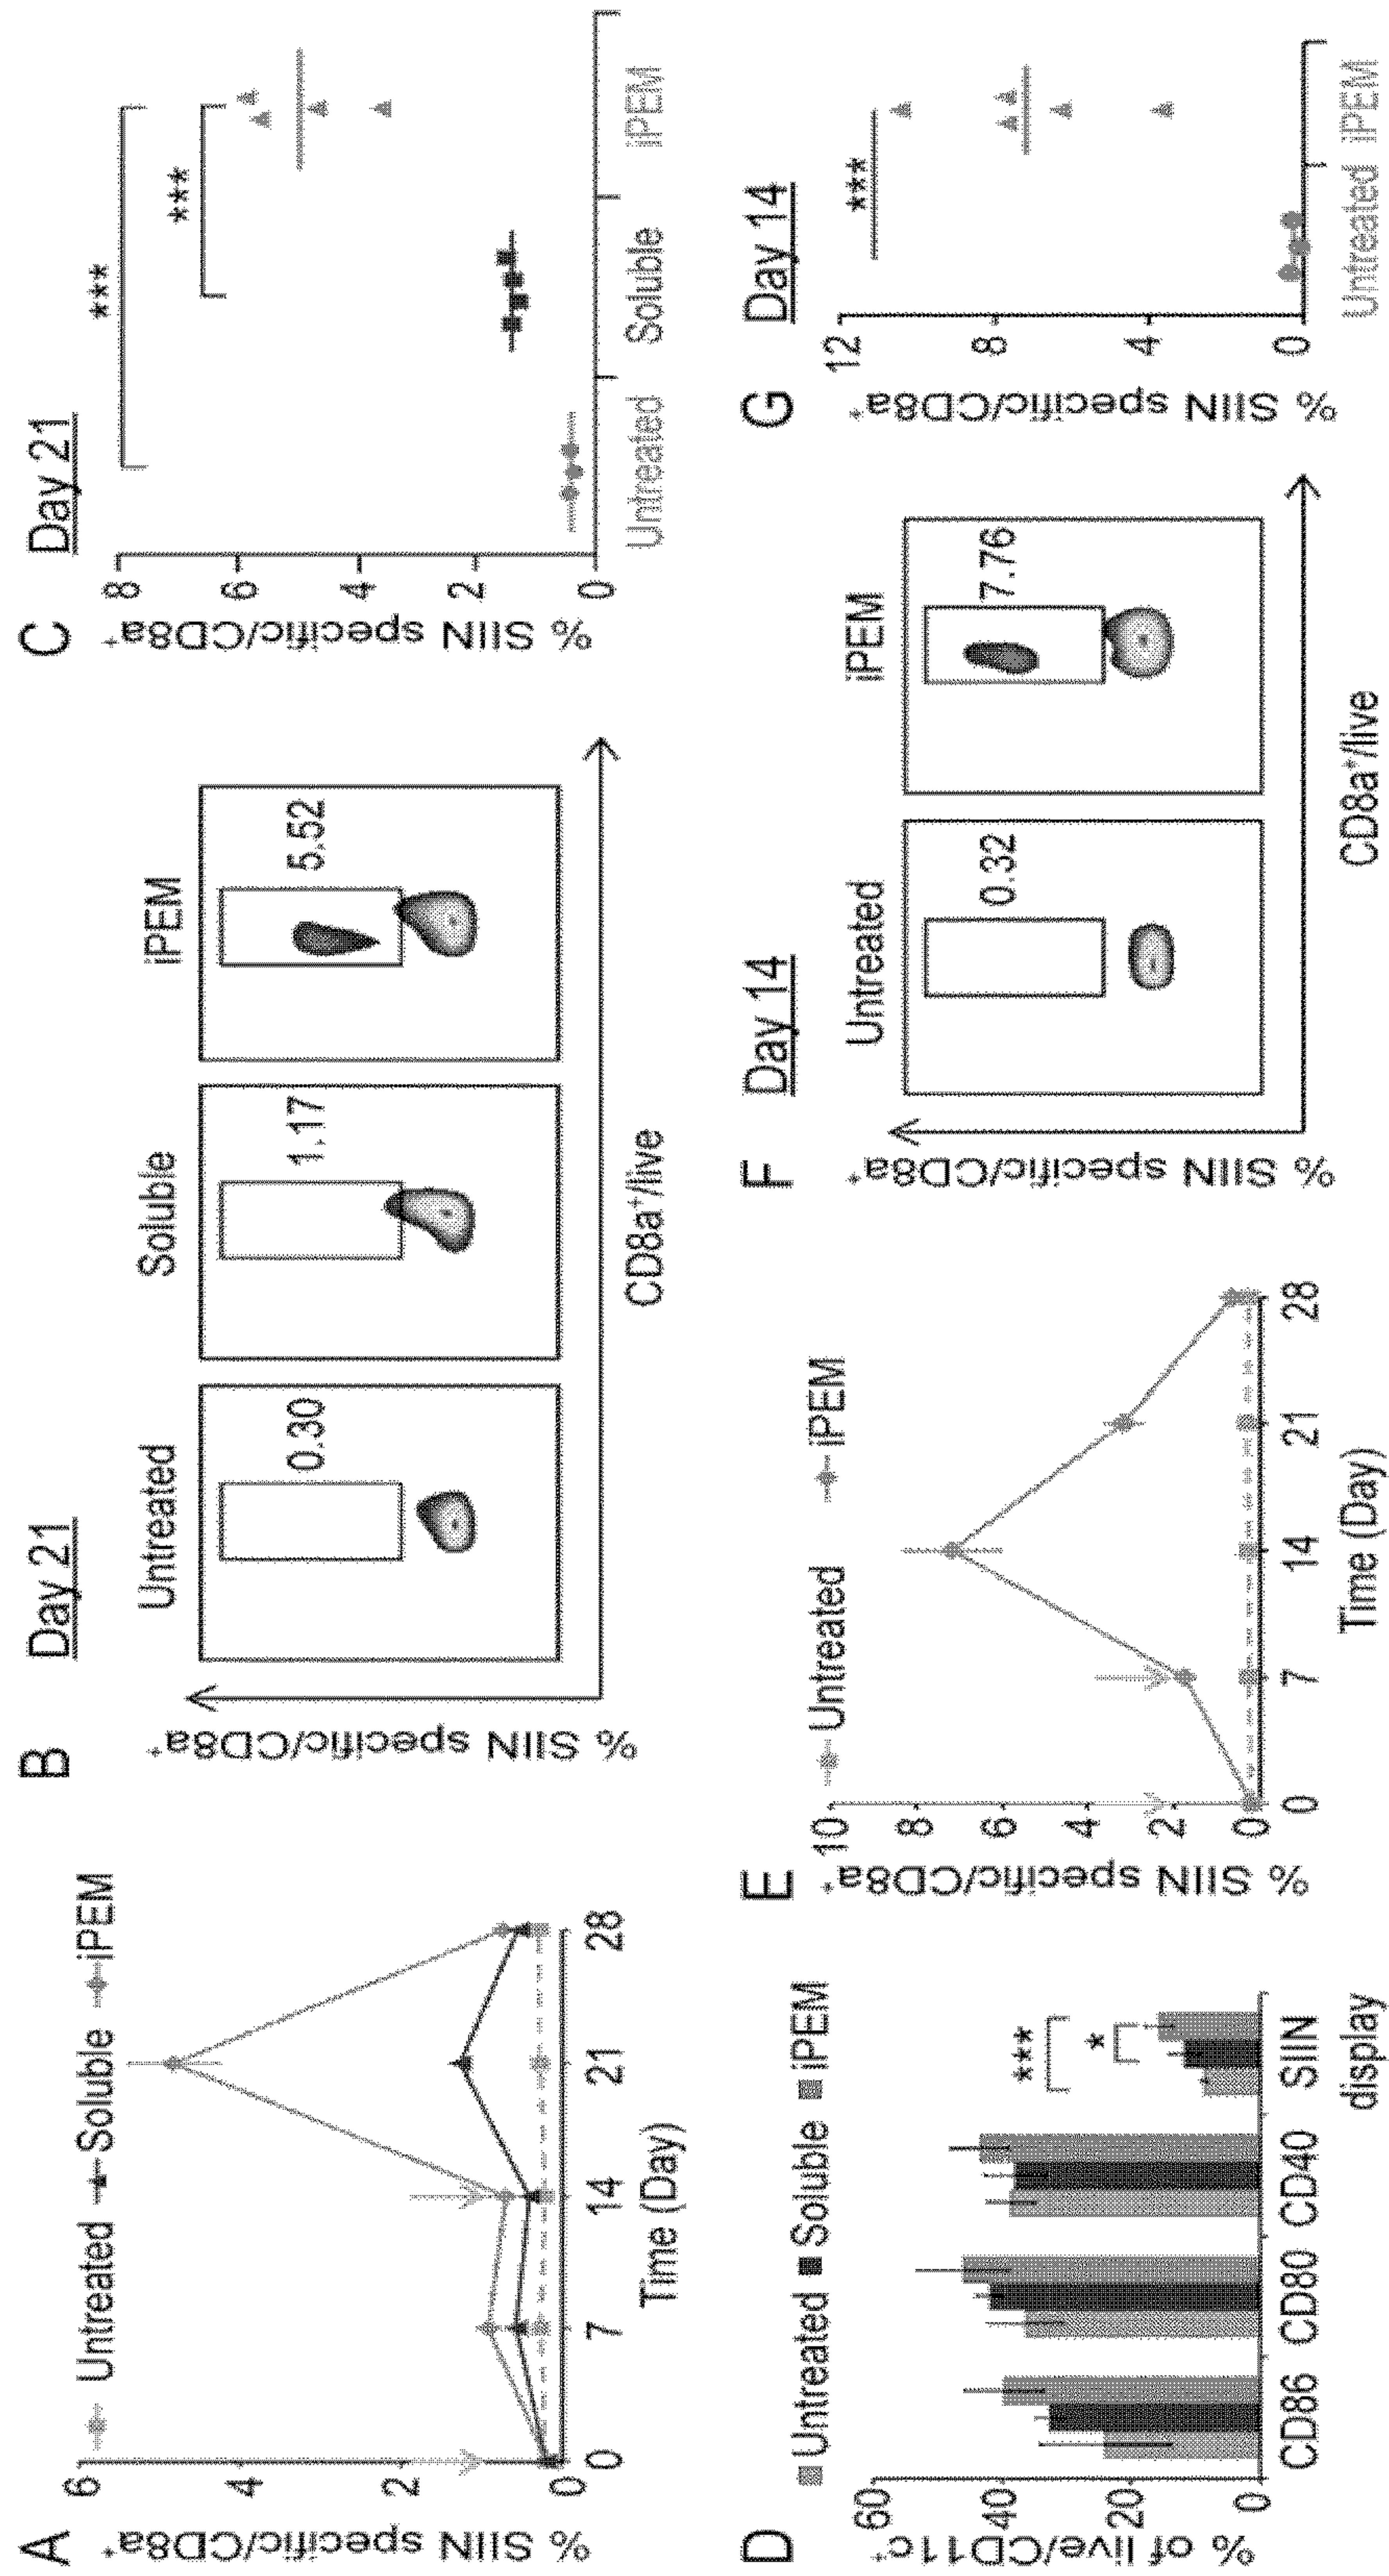 A
% SIIN specific/CD8a+
Untreated Soluble iPEM
6
4
2
0
0 7 14 21 28
Time (Day)
B
Day 21
% SIIN specific/CD8a+
Untreated Soluble iPEM
0.30 1.17 5.52
CD8a+/live
C
Day 21
% SIIN specific/CD8a+
8
6
4
2
0
***
***
Untreated Soluble iPEM
D
% of live/CD11c+
Untreated Soluble iPEM
60
40
20
0
***
*
CD86 CD80 CD40 SIIN
display
E
% SIIN specific/CD8a+
Untreated iPEM
10
8
6
4
2
0
0 7 14 21 28
Time (Day)
F
Day 14
% SIIN specific/CD8a+
Untreated iPEM
0.32 7.76
CD8a+/live
G
Day 14
% SIIN specific/CD8a+
12
8
4
0
***
Untreated iPEM